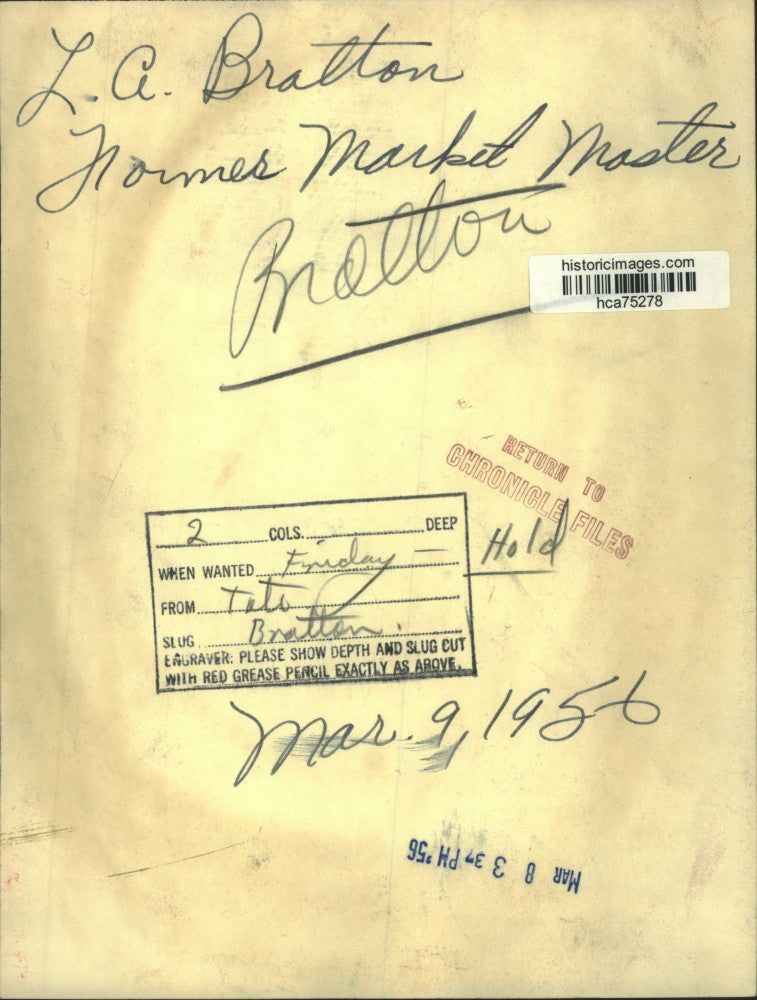 L. A. Bratton
Former Market Master
Bratton
historicimages.com
hca75278
RETURN TO
CHRONICLE FILES
2 COLS. DEEP
WHEN WANTED Friday —
FROM Tate
SLUG Bratton.
ENGRAVER: PLEASE SHOW DEPTH AND SLUG CUT
WITH RED GREASE PENCIL EXACTLY AS ABOVE.
Hold
Mar. 9, 1956
MAR 8 3 37 PM '56